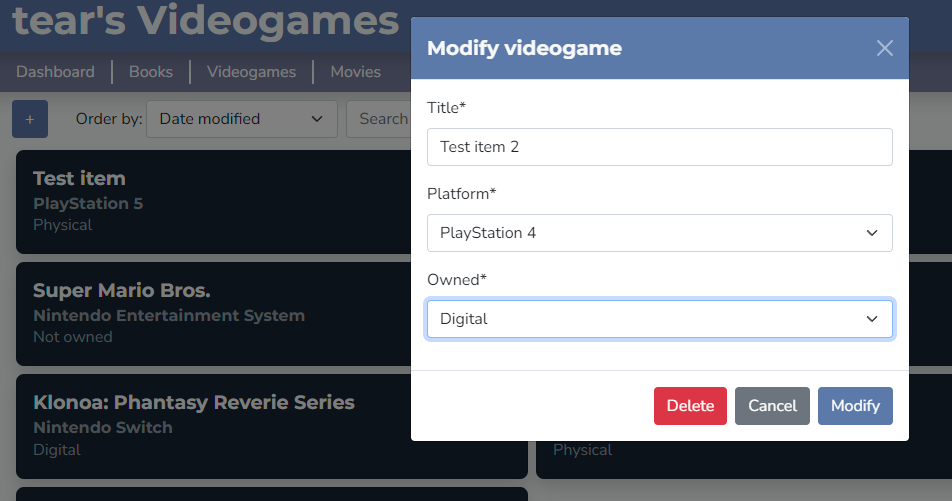 tear's Videogames
Dashboard Books Videogames Movies
+ Order by: Date modified Search
Test item
PlayStation 5
Physical
Super Mario Bros.
Nintendo Entertainment System
Not owned
Klonoa: Phantasy Reverie Series
Nintendo Switch
Digital
Physical
Modify videogame
Title*
Test item 2
Platform*
PlayStation 4
Owned*
Digital
Delete Cancel Modify